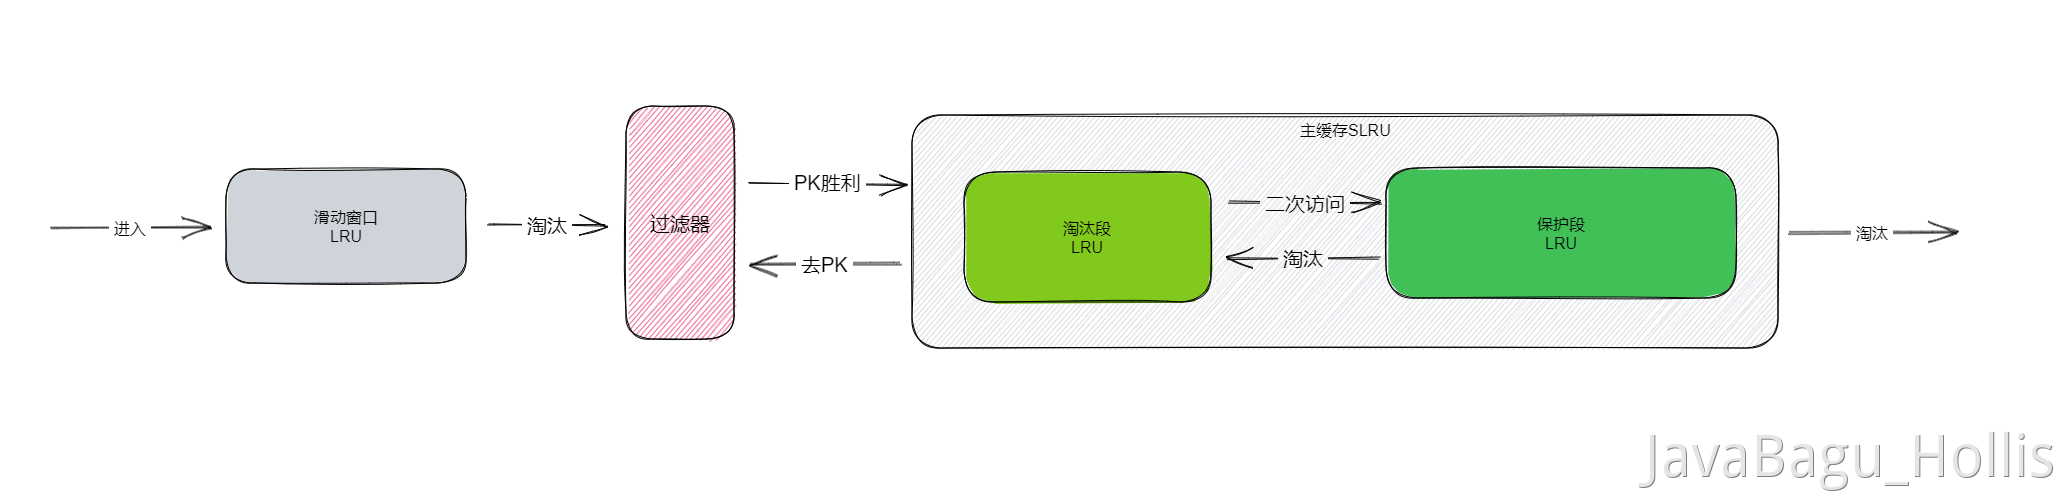 进入
滑动窗口
LRU
淘汰
过滤器
PK胜利
去PK
主缓存SLRU
淘汰段
LRU
二次访问
淘汰
保护段
LRU
淘汰
JavaBagu_Hollis